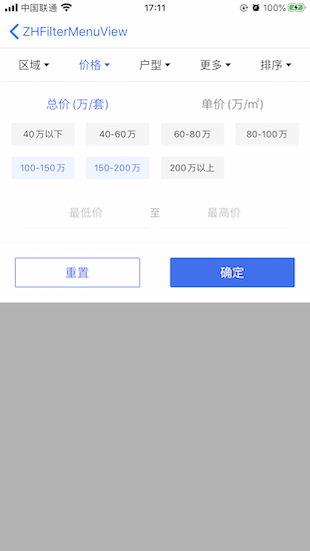 中国联通 17:11 100%
ZHFilterMenuView
区域 价格 户型 更多 排序
总价 (万/套) 单价 (万/㎡)
40万以下 40-60万 60-80万 80-100万
100-150万 150-200万 200万以上
最低价 至 最高价
重置 确定